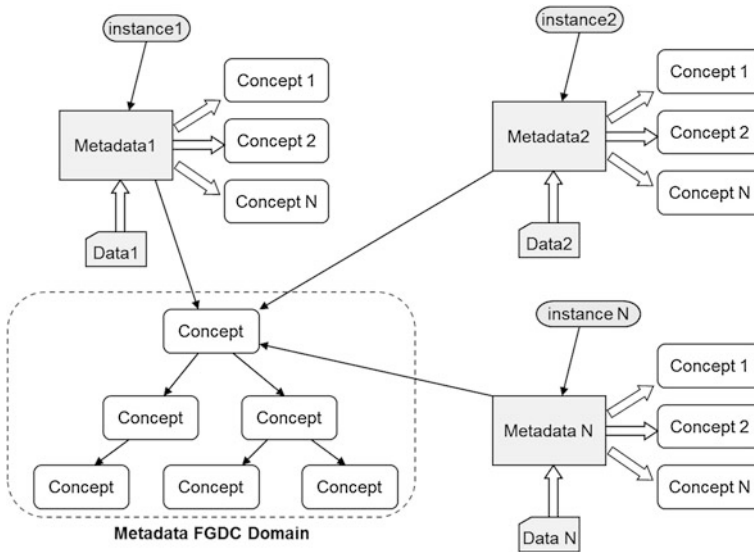 instance1
Concept 1
Metadata1
Concept 2
Concept N
Data1
instance2
Concept 1
Metadata2
Concept 2
Concept N
Data2
Concept
Concept
Concept
Concept
Concept
Concept
Metadata FGDC Domain
instance N
Concept 1
Metadata N
Concept 2
Concept N
Data N